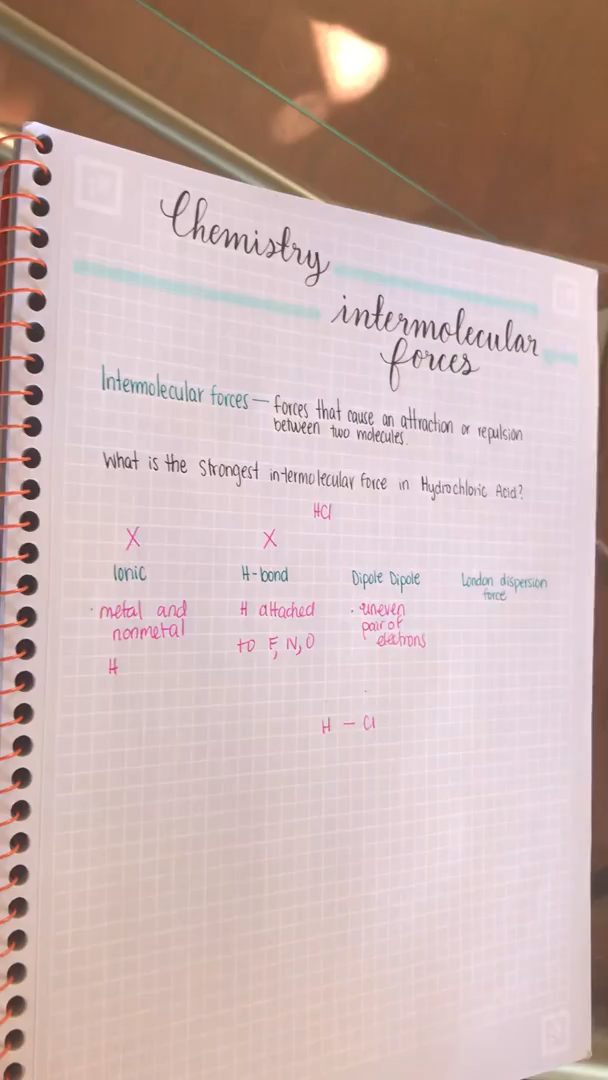 Chemistry
intermolecular
forces
Intermolecular forces — forces that cause an attraction or repulsion
between two molecules.
What is the strongest intermolecular force in Hydrochloric Acid?
HCl
X X
Ionic H-bond Dipole Dipole London dispersion
force
· metal and
nonmetal
H
H attached
to F, N, O
· uneven
pair of
electrons
H — Cl